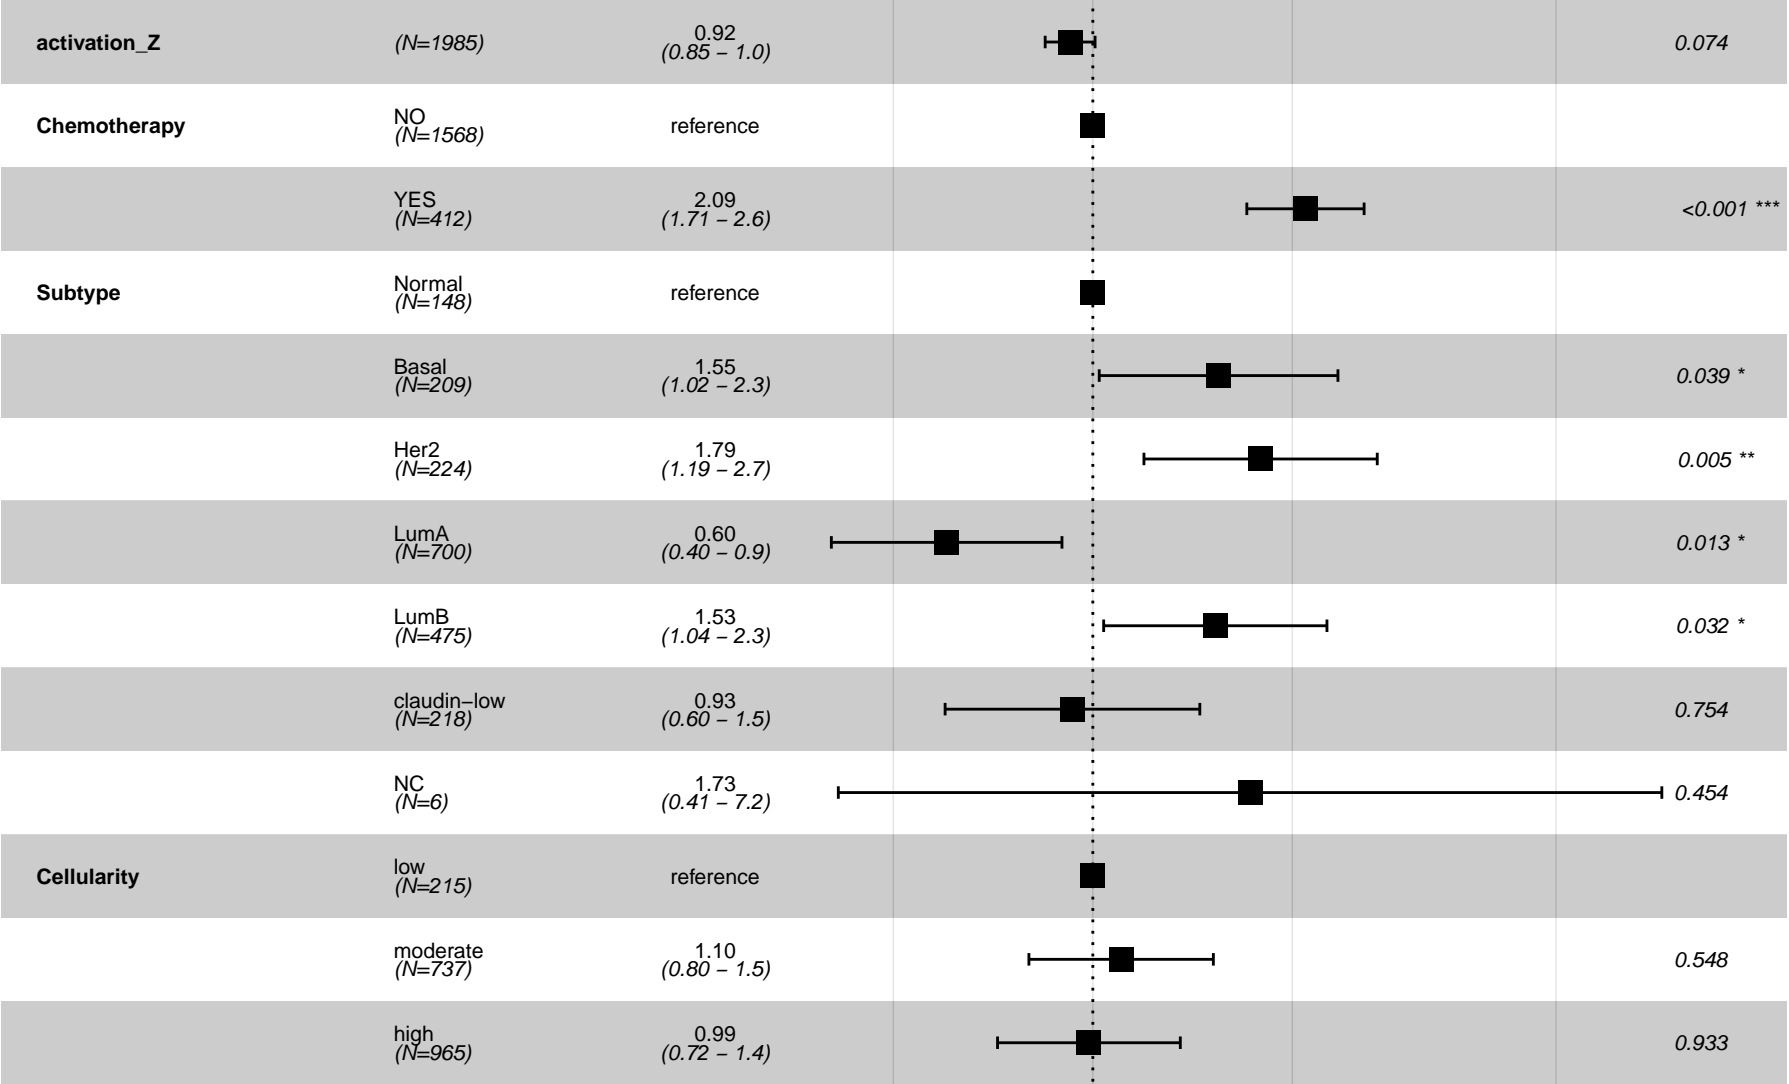 activation_Z (N=1985) 0.92 0.074
(0.85 – 1.0)
Chemotherapy NO reference
(N=1568)
YES 2.09 <0.001 ***
(N=412) (1.71 – 2.6)
Subtype Normal reference
(N=148)
Basal 1.55 0.039 *
(N=209) (1.02 – 2.3)
Her2 1.79 0.005 **
(N=224) (1.19 – 2.7)
LumA 0.60 0.013 *
(N=700) (0.40 – 0.9)
LumB 1.53 0.032 *
(N=475) (1.04 – 2.3)
claudin–low 0.93 0.754
(N=218) (0.60 – 1.5)
NC 1.73 0.454
(N=6) (0.41 – 7.2)
Cellularity low reference
(N=215)
moderate 1.10 0.548
(N=737) (0.80 – 1.5)
high 0.99 0.933
(N=965) (0.72 – 1.4)